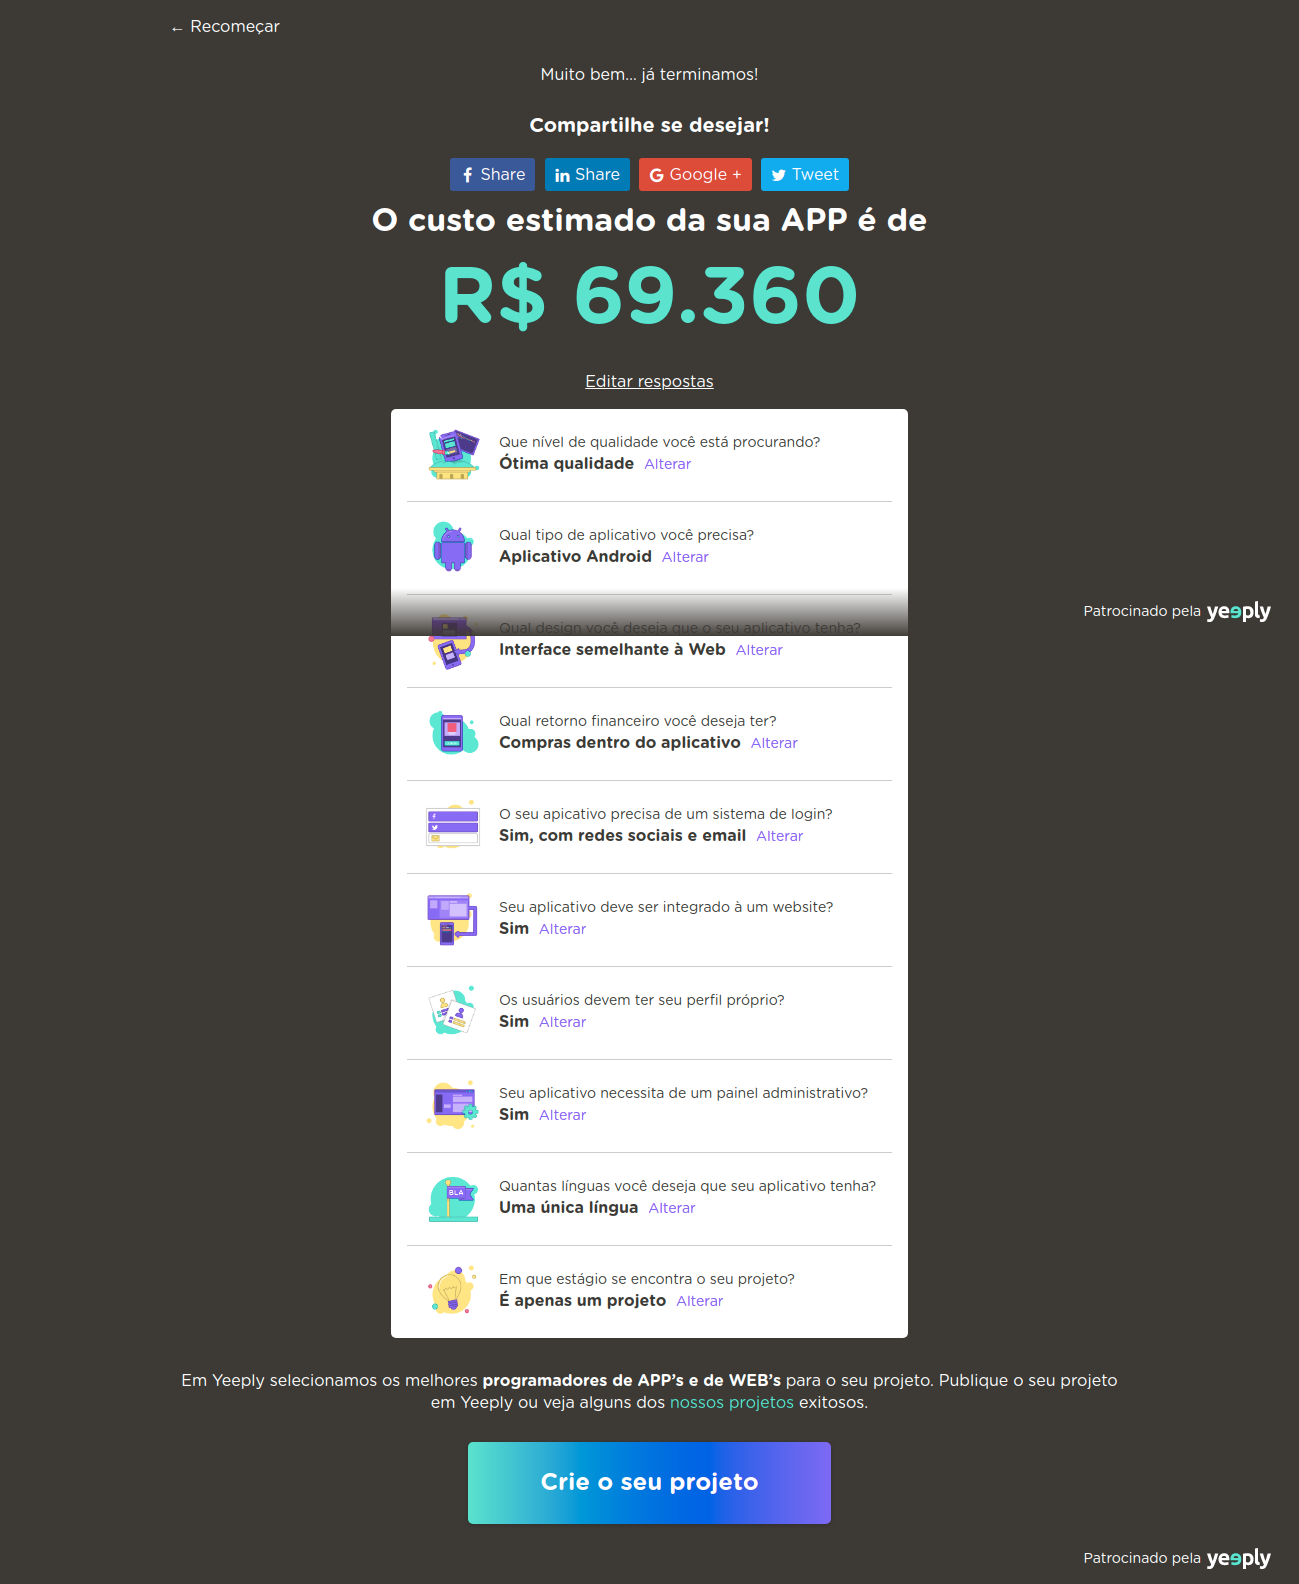 ← Recomeçar
Muito bem... já terminamos!
Compartilhe se desejar!
Share
Share
Google +
Tweet
O custo estimado da sua APP é de
R$ 69.360
Editar respostas
Que nível de qualidade você está procurando?
Ótima qualidade Alterar
Qual tipo de aplicativo você precisa?
Aplicativo Android Alterar
Patrocinado pela yeeply
Qual design você deseja que o seu aplicativo tenha?
Interface semelhante à Web Alterar
Qual retorno financeiro você deseja ter?
Compras dentro do aplicativo Alterar
O seu apicativo precisa de um sistema de login?
Sim, com redes sociais e email Alterar
Seu aplicativo deve ser integrado à um website?
Sim Alterar
Os usuários devem ter seu perfil próprio?
Sim Alterar
Seu aplicativo necessita de um painel administrativo?
Sim Alterar
BLA
Quantas línguas você deseja que seu aplicativo tenha?
Uma única língua Alterar
Em que estágio se encontra o seu projeto?
É apenas um projeto Alterar
Em Yeeply selecionamos os melhores programadores de APP's e de WEB's para o seu projeto. Publique o seu projeto
em Yeeply ou veja alguns dos nossos projetos exitosos.
Crie o seu projeto
Patrocinado pela yeeply